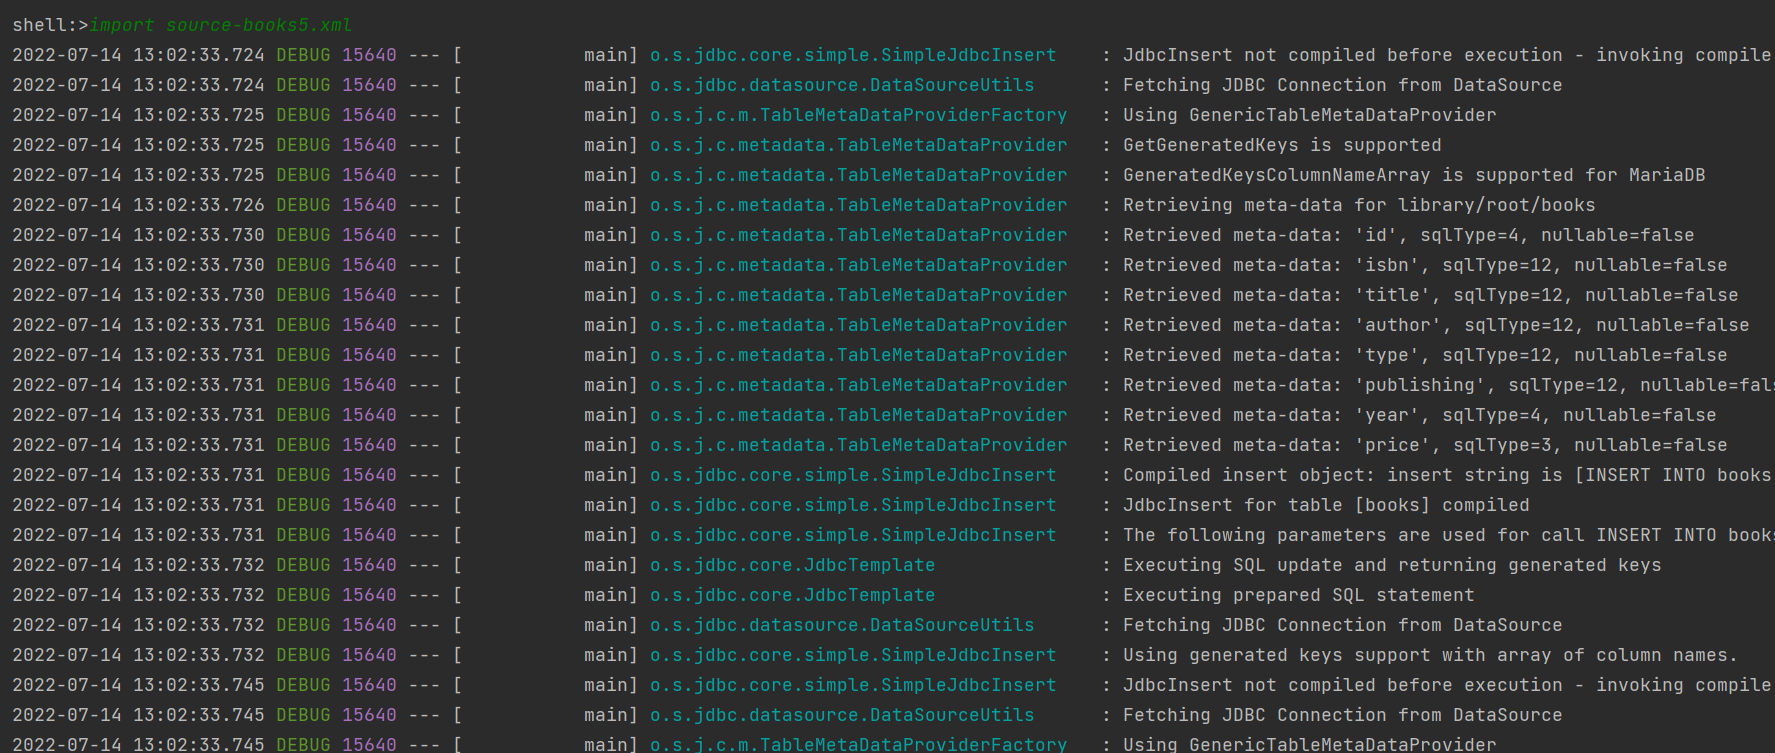 shell:>import source-books5.xml
2022-07-14 13:02:33.724 DEBUG 15640 --- [           main] o.s.jdbc.core.simple.SimpleJdbcInsert    : JdbcInsert not compiled before execution - invoking compile
2022-07-14 13:02:33.724 DEBUG 15640 --- [           main] o.s.jdbc.datasource.DataSourceUtils      : Fetching JDBC Connection from DataSource
2022-07-14 13:02:33.725 DEBUG 15640 --- [           main] o.s.j.c.m.TableMetaDataProviderFactory   : Using GenericTableMetaDataProvider
2022-07-14 13:02:33.725 DEBUG 15640 --- [           main] o.s.j.c.metadata.TableMetaDataProvider   : GetGeneratedKeys is supported
2022-07-14 13:02:33.725 DEBUG 15640 --- [           main] o.s.j.c.metadata.TableMetaDataProvider   : GeneratedKeysColumnNameArray is supported for MariaDB
2022-07-14 13:02:33.726 DEBUG 15640 --- [           main] o.s.j.c.metadata.TableMetaDataProvider   : Retrieving meta-data for library/root/books
2022-07-14 13:02:33.730 DEBUG 15640 --- [           main] o.s.j.c.metadata.TableMetaDataProvider   : Retrieved meta-data: 'id', sqlType=4, nullable=false
2022-07-14 13:02:33.730 DEBUG 15640 --- [           main] o.s.j.c.metadata.TableMetaDataProvider   : Retrieved meta-data: 'isbn', sqlType=12, nullable=false
2022-07-14 13:02:33.730 DEBUG 15640 --- [           main] o.s.j.c.metadata.TableMetaDataProvider   : Retrieved meta-data: 'title', sqlType=12, nullable=false
2022-07-14 13:02:33.731 DEBUG 15640 --- [           main] o.s.j.c.metadata.TableMetaDataProvider   : Retrieved meta-data: 'author', sqlType=12, nullable=false
2022-07-14 13:02:33.731 DEBUG 15640 --- [           main] o.s.j.c.metadata.TableMetaDataProvider   : Retrieved meta-data: 'type', sqlType=12, nullable=false
2022-07-14 13:02:33.731 DEBUG 15640 --- [           main] o.s.j.c.metadata.TableMetaDataProvider   : Retrieved meta-data: 'publishing', sqlType=12, nullable=fals
2022-07-14 13:02:33.731 DEBUG 15640 --- [           main] o.s.j.c.metadata.TableMetaDataProvider   : Retrieved meta-data: 'year', sqlType=4, nullable=false
2022-07-14 13:02:33.731 DEBUG 15640 --- [           main] o.s.j.c.metadata.TableMetaDataProvider   : Retrieved meta-data: 'price', sqlType=3, nullable=false
2022-07-14 13:02:33.731 DEBUG 15640 --- [           main] o.s.jdbc.core.simple.SimpleJdbcInsert    : Compiled insert object: insert string is [INSERT INTO books
2022-07-14 13:02:33.731 DEBUG 15640 --- [           main] o.s.jdbc.core.simple.SimpleJdbcInsert    : JdbcInsert for table [books] compiled
2022-07-14 13:02:33.731 DEBUG 15640 --- [           main] o.s.jdbc.core.simple.SimpleJdbcInsert    : The following parameters are used for call INSERT INTO books
2022-07-14 13:02:33.732 DEBUG 15640 --- [           main] o.s.jdbc.core.JdbcTemplate               : Executing SQL update and returning generated keys
2022-07-14 13:02:33.732 DEBUG 15640 --- [           main] o.s.jdbc.core.JdbcTemplate               : Executing prepared SQL statement
2022-07-14 13:02:33.732 DEBUG 15640 --- [           main] o.s.jdbc.datasource.DataSourceUtils      : Fetching JDBC Connection from DataSource
2022-07-14 13:02:33.732 DEBUG 15640 --- [           main] o.s.jdbc.core.simple.SimpleJdbcInsert    : Using generated keys support with array of column names.
2022-07-14 13:02:33.745 DEBUG 15640 --- [           main] o.s.jdbc.core.simple.SimpleJdbcInsert    : JdbcInsert not compiled before execution - invoking compile
2022-07-14 13:02:33.745 DEBUG 15640 --- [           main] o.s.jdbc.datasource.DataSourceUtils      : Fetching JDBC Connection from DataSource
2022-07-14 13:02:33.745 DEBUG 15640 --- [           main] o.s.j.c.m.TableMetaDataProviderFactory   : Using GenericTableMetaDataProvider